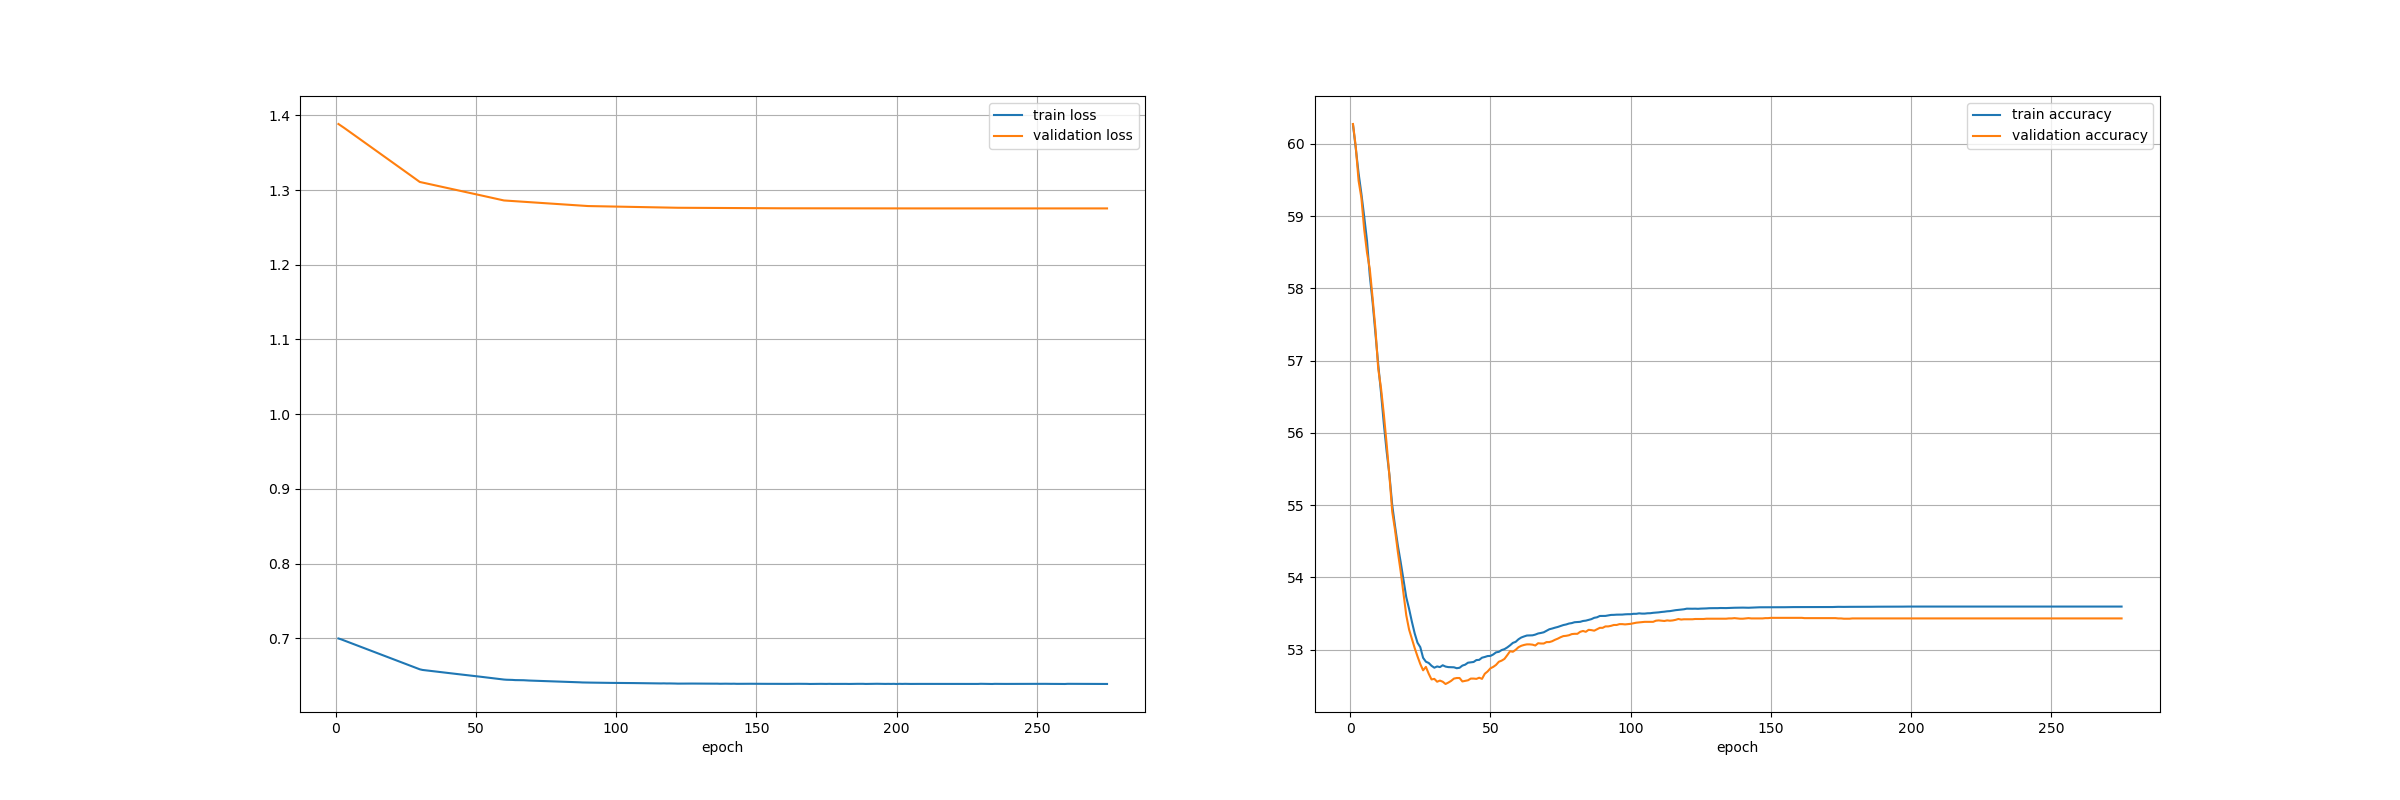 1.4
1.3
1.2
1.1
1.0
0.9
0.8
0.7
0 50 100 150 200 250
epoch
train loss
validation loss
60
59
58
57
56
55
54
53
0 50 100 150 200 250
epoch
train accuracy
validation accuracy